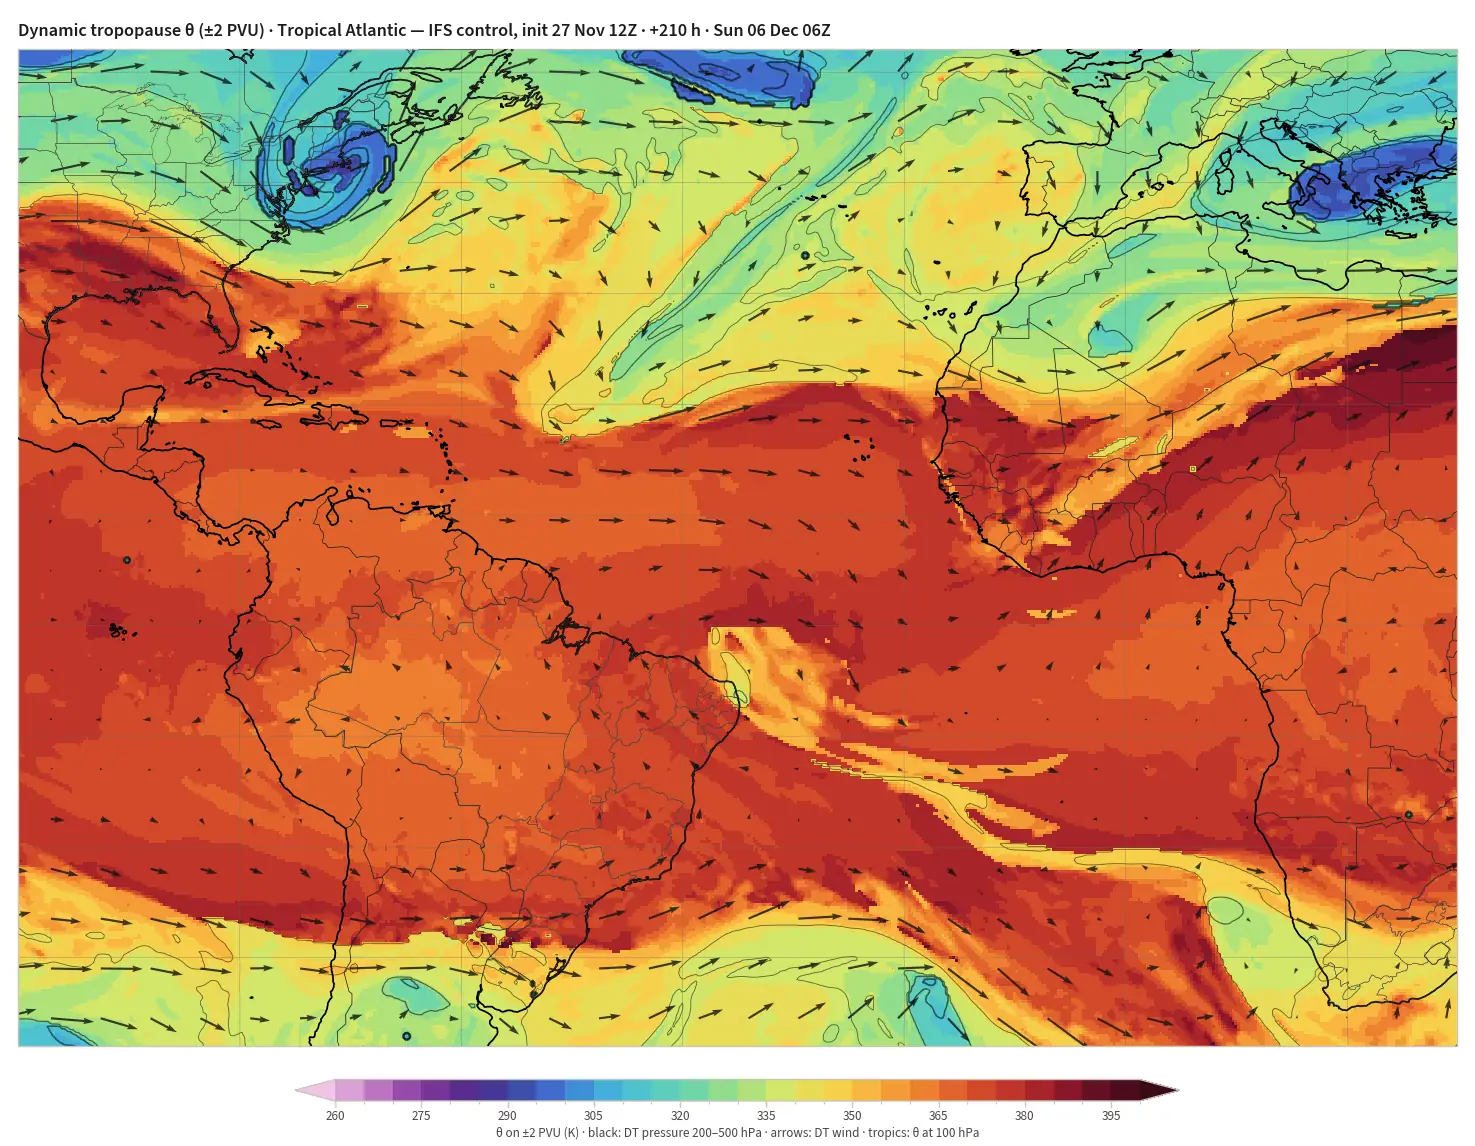 Dynamic tropopause θ (±2 PVU) · Tropical Atlantic — IFS control, init 27 Nov 12Z · +210 h · Sun 06 Dec 06Z
260 275 290 305 320 335 350 365 380 395
θ on ±2 PVU (K) · black: DT pressure 200–500 hPa · arrows: DT wind · tropics: θ at 100 hPa